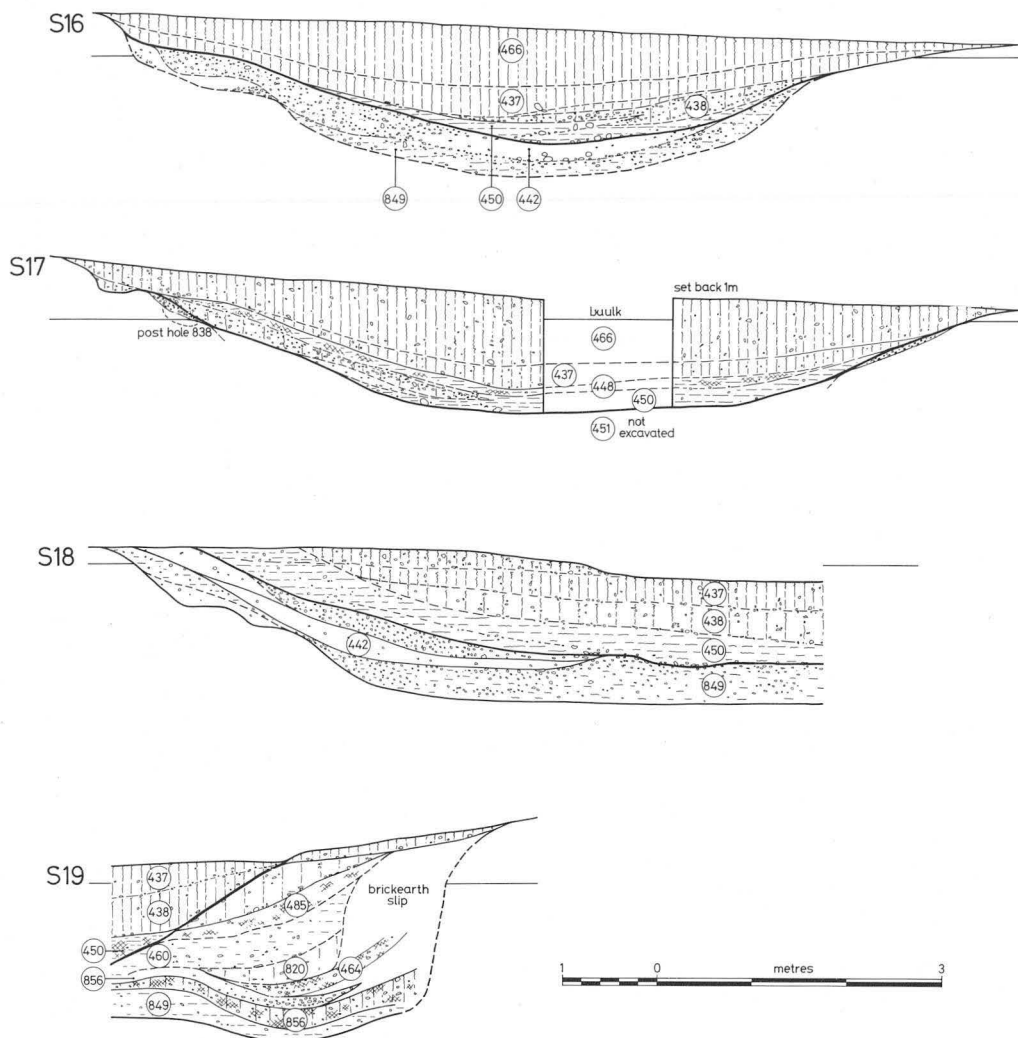 S16
466
437
438
849
450
442
S17
set back 1m
baulk
post hole 838
466
437
448
450
451
not
excavated
S18
437
438
442
450
849
S19
437
438
485
brickearth
slip
450
460
820
464
856
849
856
1 0 metres 3